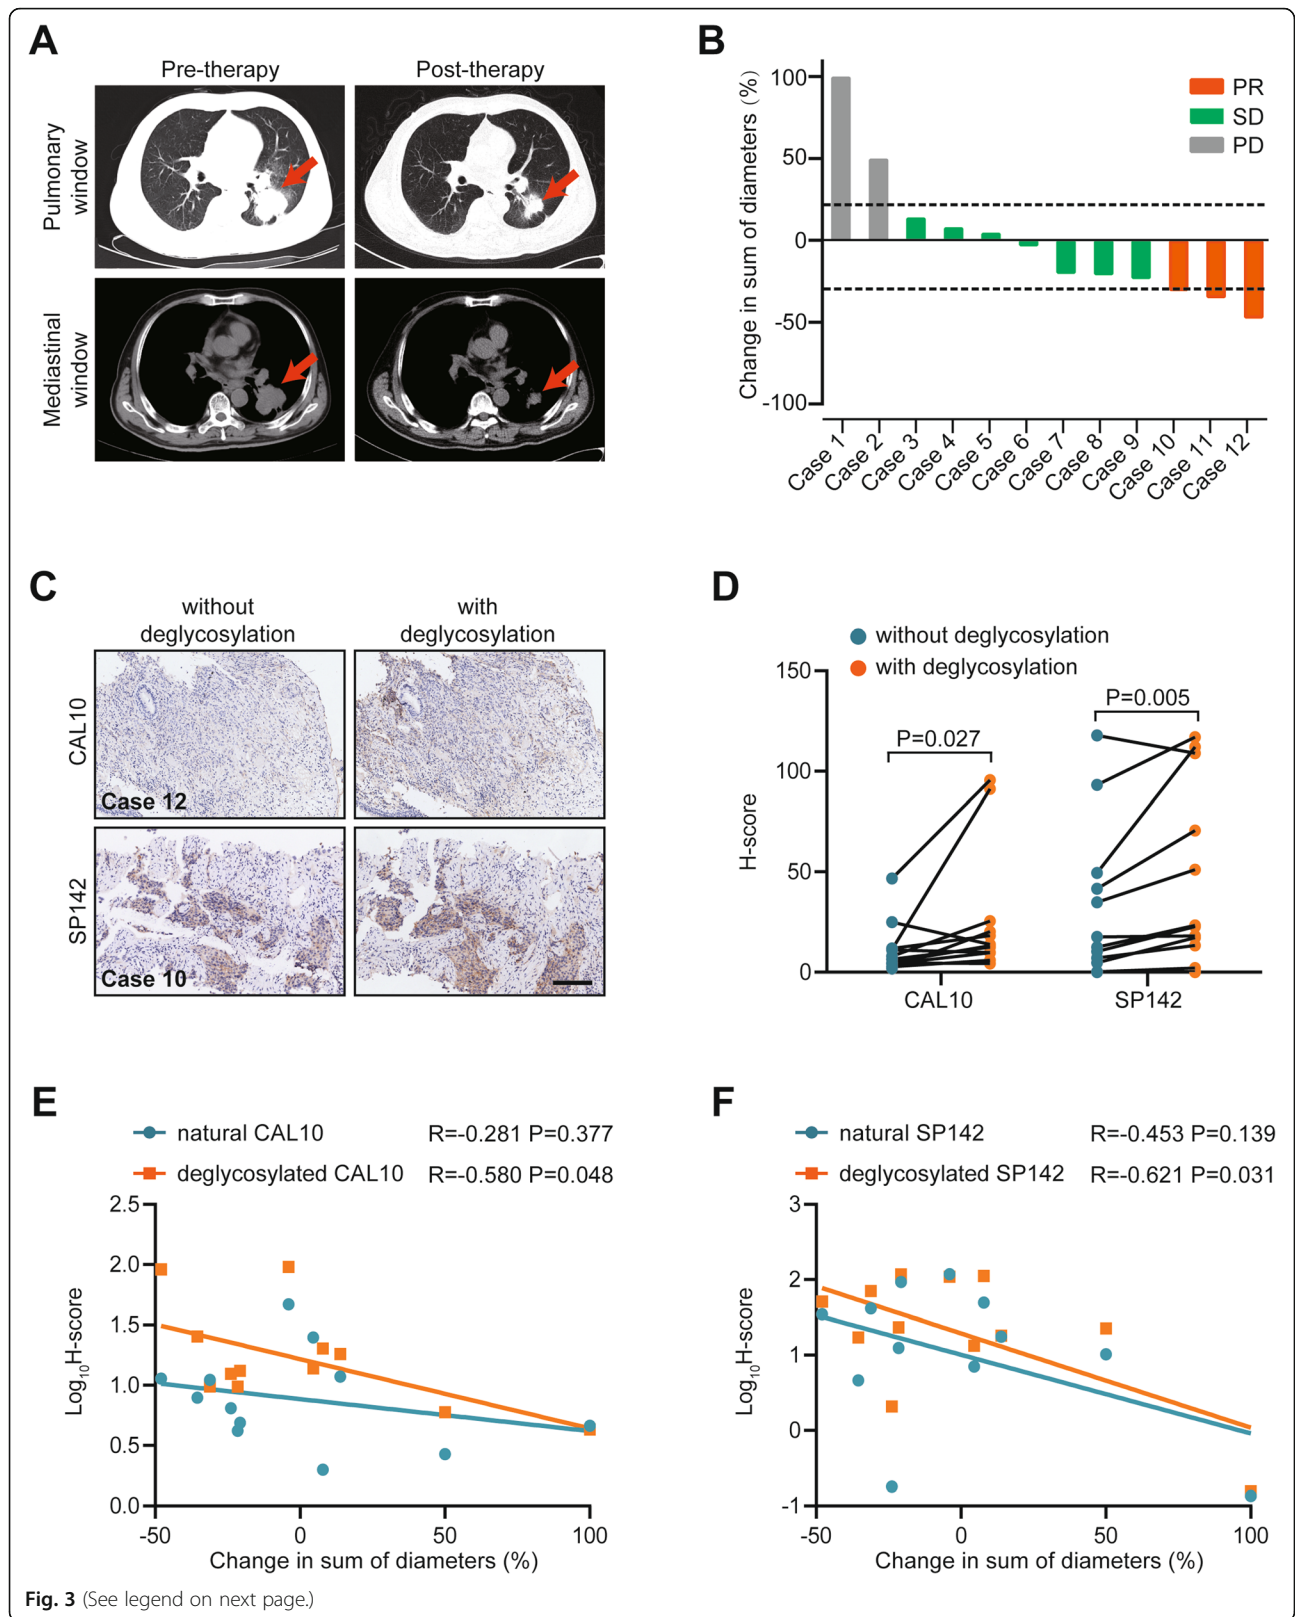 A
Pre-therapy
Post-therapy
Pulmonary
window
Mediastinal
window
B
Change in sum of diameters (%)
100
50
0
-50
-100
PR
SD
PD
Case 1
Case 2
Case 3
Case 4
Case 5
Case 6
Case 7
Case 8
Case 9
Case 10
Case 11
Case 12
C
without
deglycosylation
with
deglycosylation
CAL10
Case 12
SP142
Case 10
D
without deglycosylation
with deglycosylation
H-score
150
100
50
0
P=0.027
P=0.005
CAL10
SP142
E
natural CAL10
R=-0.281 P=0.377
deglycosylated CAL10
R=-0.580 P=0.048
Log10H-score
2.5
2.0
1.5
1.0
0.5
0.0
-50
0
50
100
Change in sum of diameters (%)
F
natural SP142
R=-0.453 P=0.139
deglycosylated SP142
R=-0.621 P=0.031
Log10H-score
3
2
1
0
-1
-50
0
50
100
Change in sum of diameters (%)
Fig. 3 (See legend on next page.)